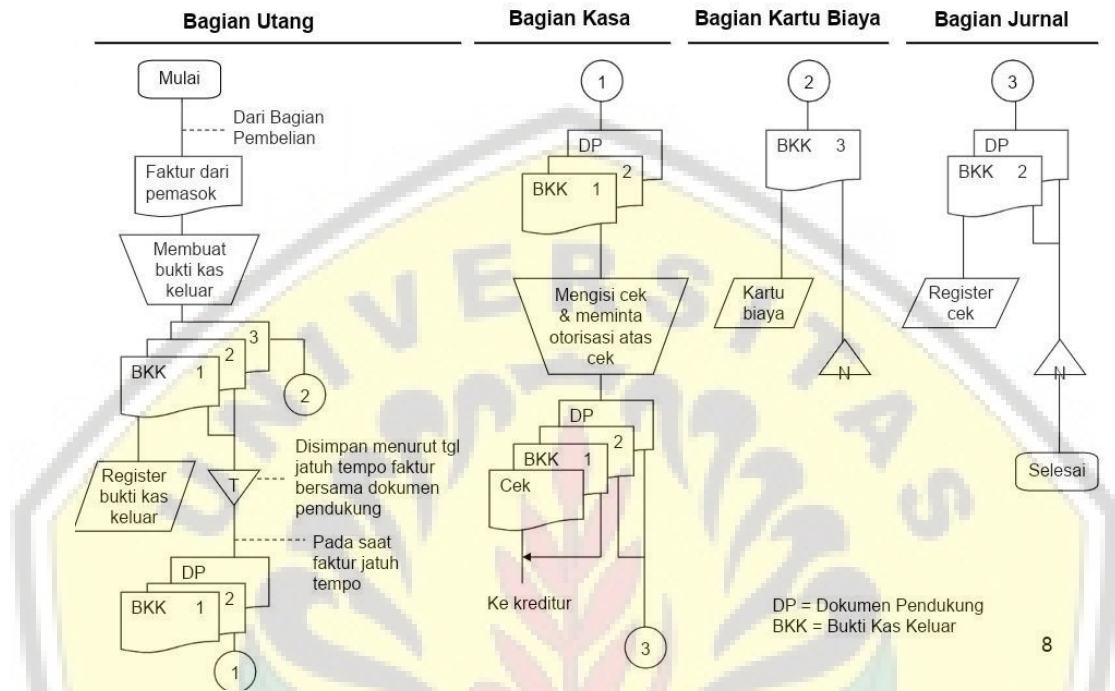 Bagian Utang
Mulai
Dari Bagian
Pembelian
Faktur dari
pemasok
Membuat
bukti kas
keluar
3
2
BKK 1
2
Register
bukti kas
keluar
T
Disimpan menurut tgl
jatuh tempo faktur
bersama dokumen
pendukung
Pada saat
faktur jatuh
tempo
DP
2
BKK 1
1
Bagian Kasa
1
DP
2
BKK 1
Mengisi cek
& meminta
otorisasi atas
cek
DP
2
BKK 1
Cek
Ke kreditur
3
Bagian Kartu Biaya
2
BKK 3
Kartu
biaya
N
Bagian Jurnal
3
DP
BKK 2
Register
cek
N
Selesai
DP = Dokumen Pendukung
BKK = Bukti Kas Keluar
8
UNIVERSITAS